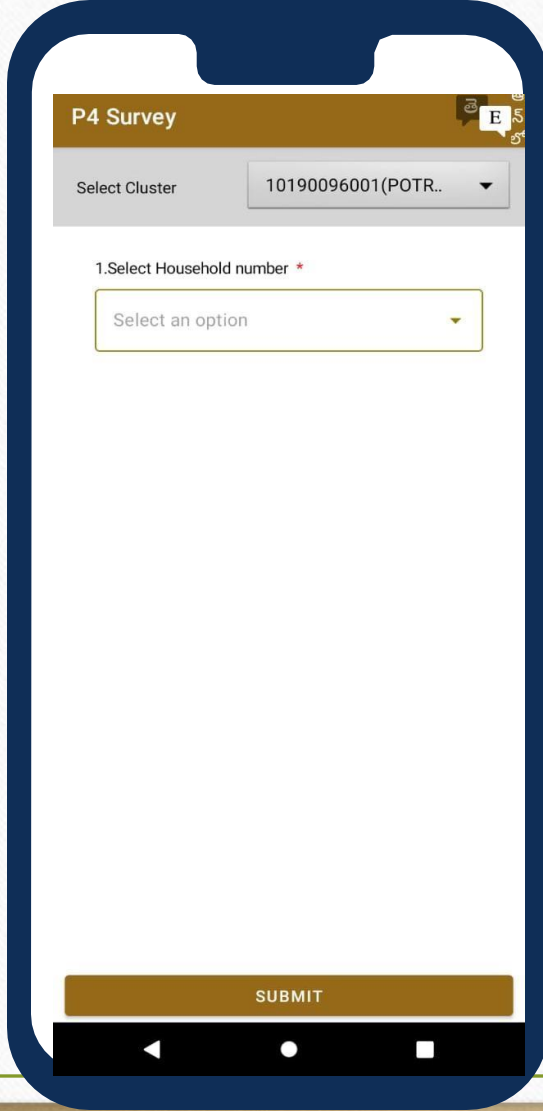 P4 Survey
తె
E
Select Cluster
10190096001(POTR..
1.Select Household number *
Select an option
SUBMIT